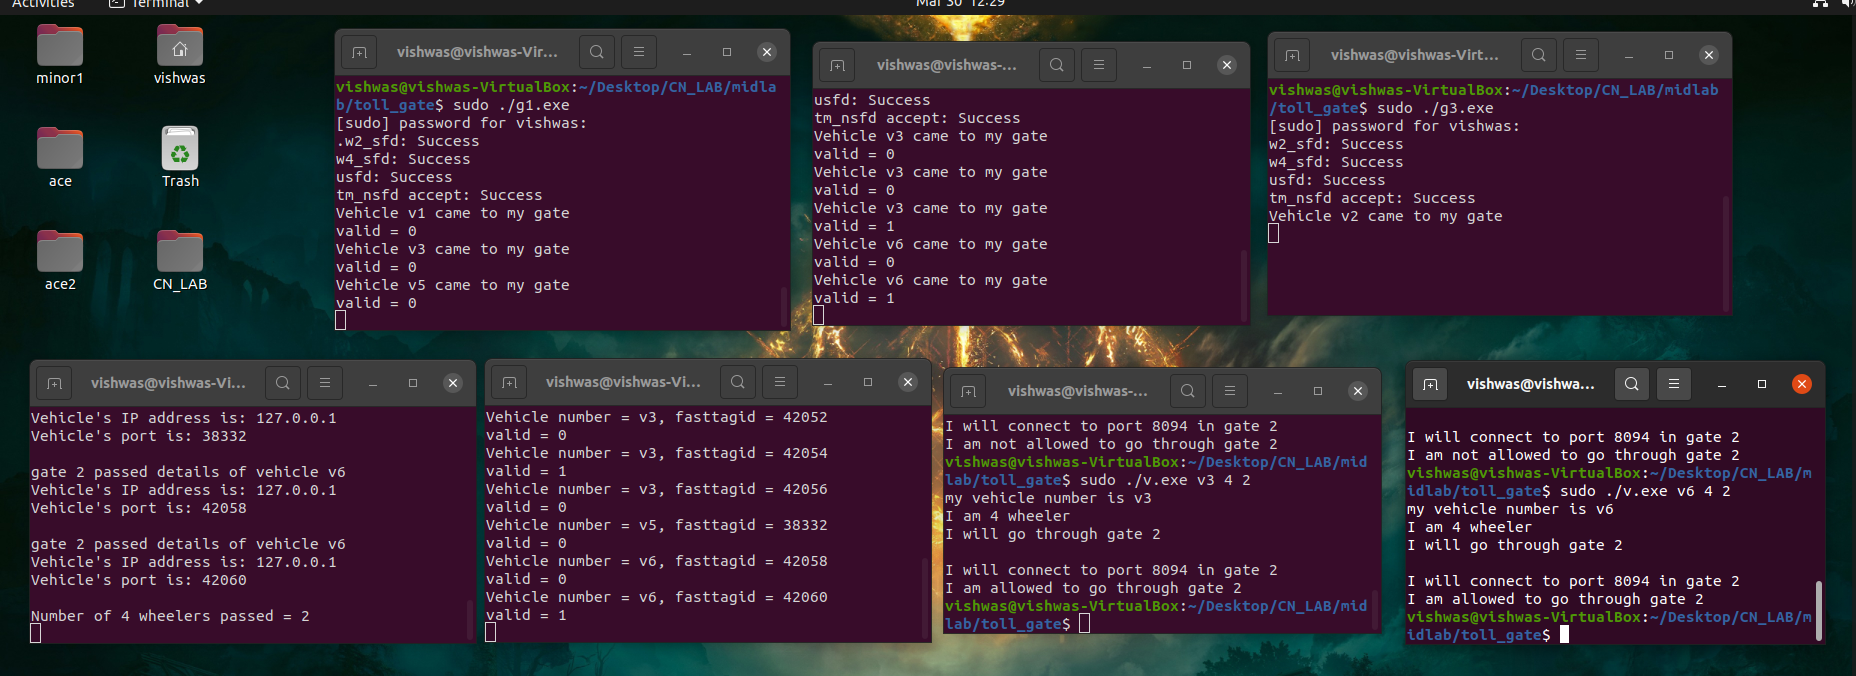 Activities
Terminal
Mar 30 12:29
minor1
vishwas
ace
Trash
ace2
CN_LAB
vishwas@vishwas-Vir...
vishwas@vishwas-VirtualBox:~/Desktop/CN_LAB/midla
b/toll_gate$ sudo ./g1.exe
[sudo] password for vishwas:
.w2_sfd: Success
w4_sfd: Success
usfd: Success
tm_nsfd accept: Success
Vehicle v1 came to my gate
valid = 0
Vehicle v3 came to my gate
valid = 0
Vehicle v5 came to my gate
valid = 0
vishwas@vishwas-...
usfd: Success
tm_nsfd accept: Success
Vehicle v3 came to my gate
valid = 0
Vehicle v3 came to my gate
valid = 0
Vehicle v3 came to my gate
valid = 1
Vehicle v6 came to my gate
valid = 0
Vehicle v6 came to my gate
valid = 1
vishwas@vishwas-Virt...
vishwas@vishwas-VirtualBox:~/Desktop/CN_LAB/midlab
/toll_gate$ sudo ./g3.exe
[sudo] password for vishwas:
w2_sfd: Success
w4_sfd: Success
usfd: Success
tm_nsfd accept: Success
Vehicle v2 came to my gate
vishwas@vishwas-Vi...
Vehicle's IP address is: 127.0.0.1
Vehicle's port is: 38332
gate 2 passed details of vehicle v6
Vehicle's IP address is: 127.0.0.1
Vehicle's port is: 42058
gate 2 passed details of vehicle v6
Vehicle's IP address is: 127.0.0.1
Vehicle's port is: 42060
Number of 4 wheelers passed = 2
vishwas@vishwas-Vi...
Vehicle number = v3, fasttagid = 42052
valid = 0
Vehicle number = v3, fasttagid = 42054
valid = 1
Vehicle number = v3, fasttagid = 42056
valid = 0
Vehicle number = v5, fasttagid = 38332
valid = 0
Vehicle number = v6, fasttagid = 42058
valid = 0
Vehicle number = v6, fasttagid = 42060
valid = 1
vishwas@vishwas-...
I will connect to port 8094 in gate 2
I am not allowed to go through gate 2
vishwas@vishwas-VirtualBox:~/Desktop/CN_LAB/mid
lab/toll_gate$ sudo ./v.exe v3 4 2
my vehicle number is v3
I am 4 wheeler
I will go through gate 2
I will connect to port 8094 in gate 2
I am allowed to go through gate 2
vishwas@vishwas-VirtualBox:~/Desktop/CN_LAB/mid
lab/toll_gate$
vishwas@vishwa...
I will connect to port 8094 in gate 2
I am not allowed to go through gate 2
vishwas@vishwas-VirtualBox:~/Desktop/CN_LAB/m
idlab/toll_gate$ sudo ./v.exe v6 4 2
my vehicle number is v6
I am 4 wheeler
I will go through gate 2
I will connect to port 8094 in gate 2
I am allowed to go through gate 2
vishwas@vishwas-VirtualBox:~/Desktop/CN_LAB/m
idlab/toll_gate$